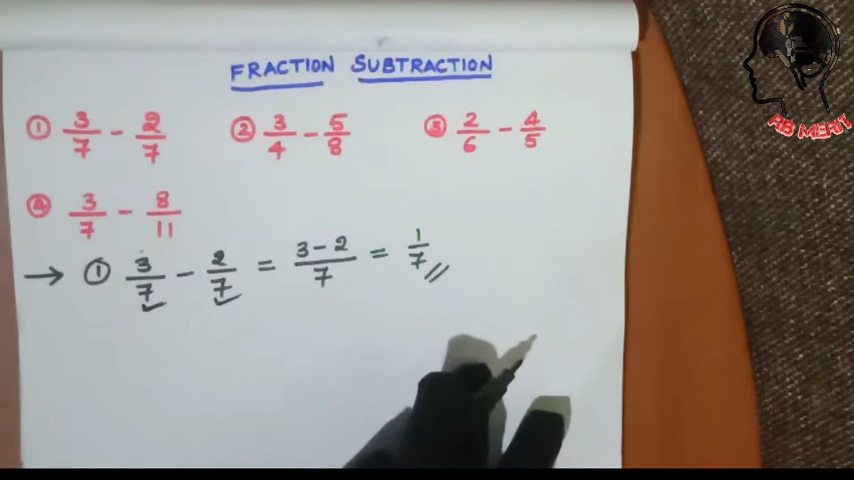 FRACTION SUBTRACTION
① 3/7 - 2/7 ② 3/4 - 5/8 ③ 2/6 - 4/5
④ 3/7 - 8/11
→ ① 3/7 - 2/7 = (3-2)/7 = 1/7 //
RB MERIT